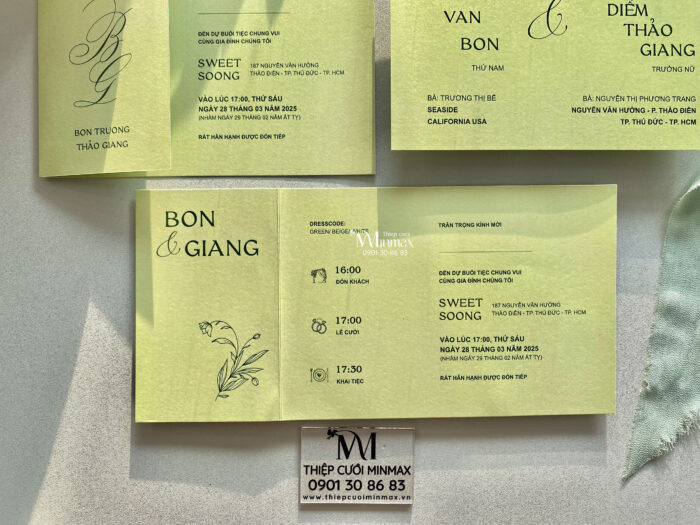 BG
BON TRUONG
THẢO GIANG
ĐẾN DỰ BUỔI TIỆC CHUNG VUI
CÙNG GIA ĐÌNH CHÚNG TÔI
SWEET
SOONG
187 NGUYỄN VĂN HƯỞNG
THẢO ĐIỀN - TP. THỦ ĐỨC - TP. HCM
VÀO LÚC 17:00, THỨ SÁU
NGÀY 28 THÁNG 03 NĂM 2025
(NHẰM NGÀY 29 THÁNG 02 NĂM ẤT TỴ)
RẤT HÂN HẠNH ĐƯỢC ĐÓN TIẾP
VAN
BON
THỨ NAM
&
DIỄM
THẢO
GIANG
TRƯỞNG NỮ
BÀ: TRƯƠNG THỊ BÊ
SEASIDE
CALIFORNIA USA
BÀ: NGUYỄN THỊ PHƯƠNG TRANG
NGUYỄN VĂN HƯỞNG - P. THẢO ĐIỀN
TP. THỦ ĐỨC - TP. HCM
BON
& GIANG
DRESSCODE:
GREEN/ BEIGE/ WHITE
16:00
ĐÓN KHÁCH
17:00
LỄ CƯỚI
17:30
KHAI TIỆC
TRÂN TRỌNG KÍNH MỜI
ĐẾN DỰ BUỔI TIỆC CHUNG VUI
CÙNG GIA ĐÌNH CHÚNG TÔI
SWEET
SOONG
187 NGUYỄN VĂN HƯỞNG
THẢO ĐIỀN - TP. THỦ ĐỨC - TP. HCM
VÀO LÚC 17:00, THỨ SÁU
NGÀY 28 THÁNG 03 NĂM 2025
(NHẰM NGÀY 29 THÁNG 02 NĂM ẤT TỴ)
RẤT HÂN HẠNH ĐƯỢC ĐÓN TIẾP
Thiệp cưới
Minmax
0901 30 86 83
THIỆP CƯỚI MINMAX
0901 30 86 83
www.thiepcuoiminmax.vn